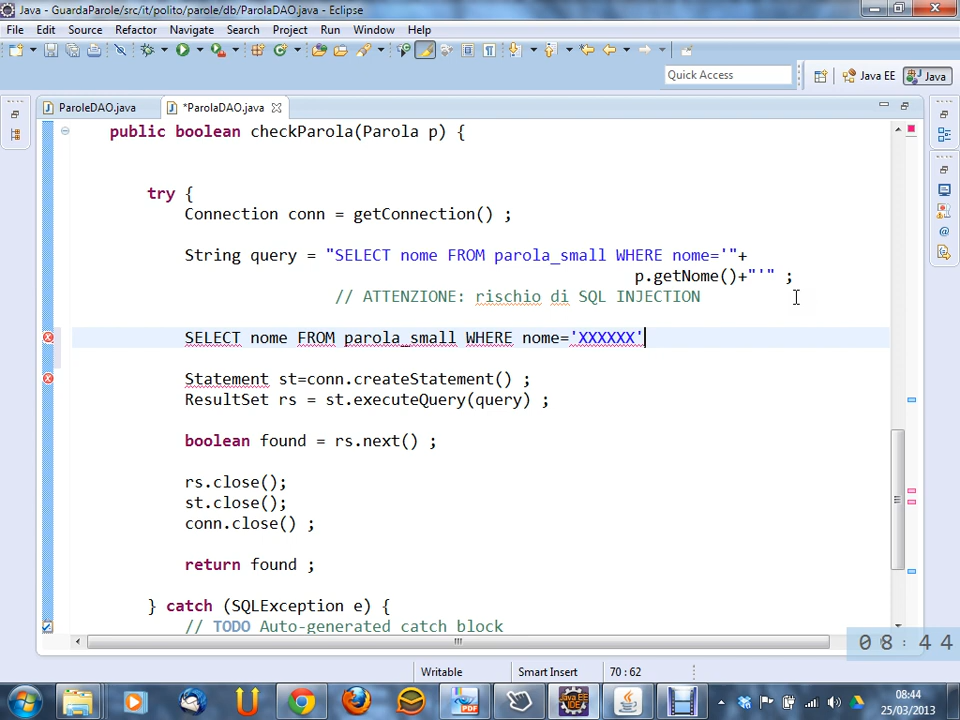 Java - GuardaParole/src/it/polito/parole/db/ParolaDAO.java - Eclipse
File Edit Source Refactor Navigate Search Project Run Window Help
Quick Access Java EE Java
ParoleDAO.java *ParolaDAO.java
public boolean checkParola(Parola p) {
try {
Connection conn = getConnection() ;
String query = "SELECT nome FROM parola_small WHERE nome='"+
p.getNome()+"'" ;
// ATTENZIONE: rischio di SQL INJECTION
SELECT nome FROM parola_small WHERE nome='XXXXXX'
Statement st=conn.createStatement() ;
ResultSet rs = st.executeQuery(query) ;
boolean found = rs.next() ;
rs.close();
st.close();
conn.close() ;
return found ;
} catch (SQLException e) {
// TODO Auto-generated catch block
08:44
Writable Smart Insert 70 : 62
08:44
25/03/2013